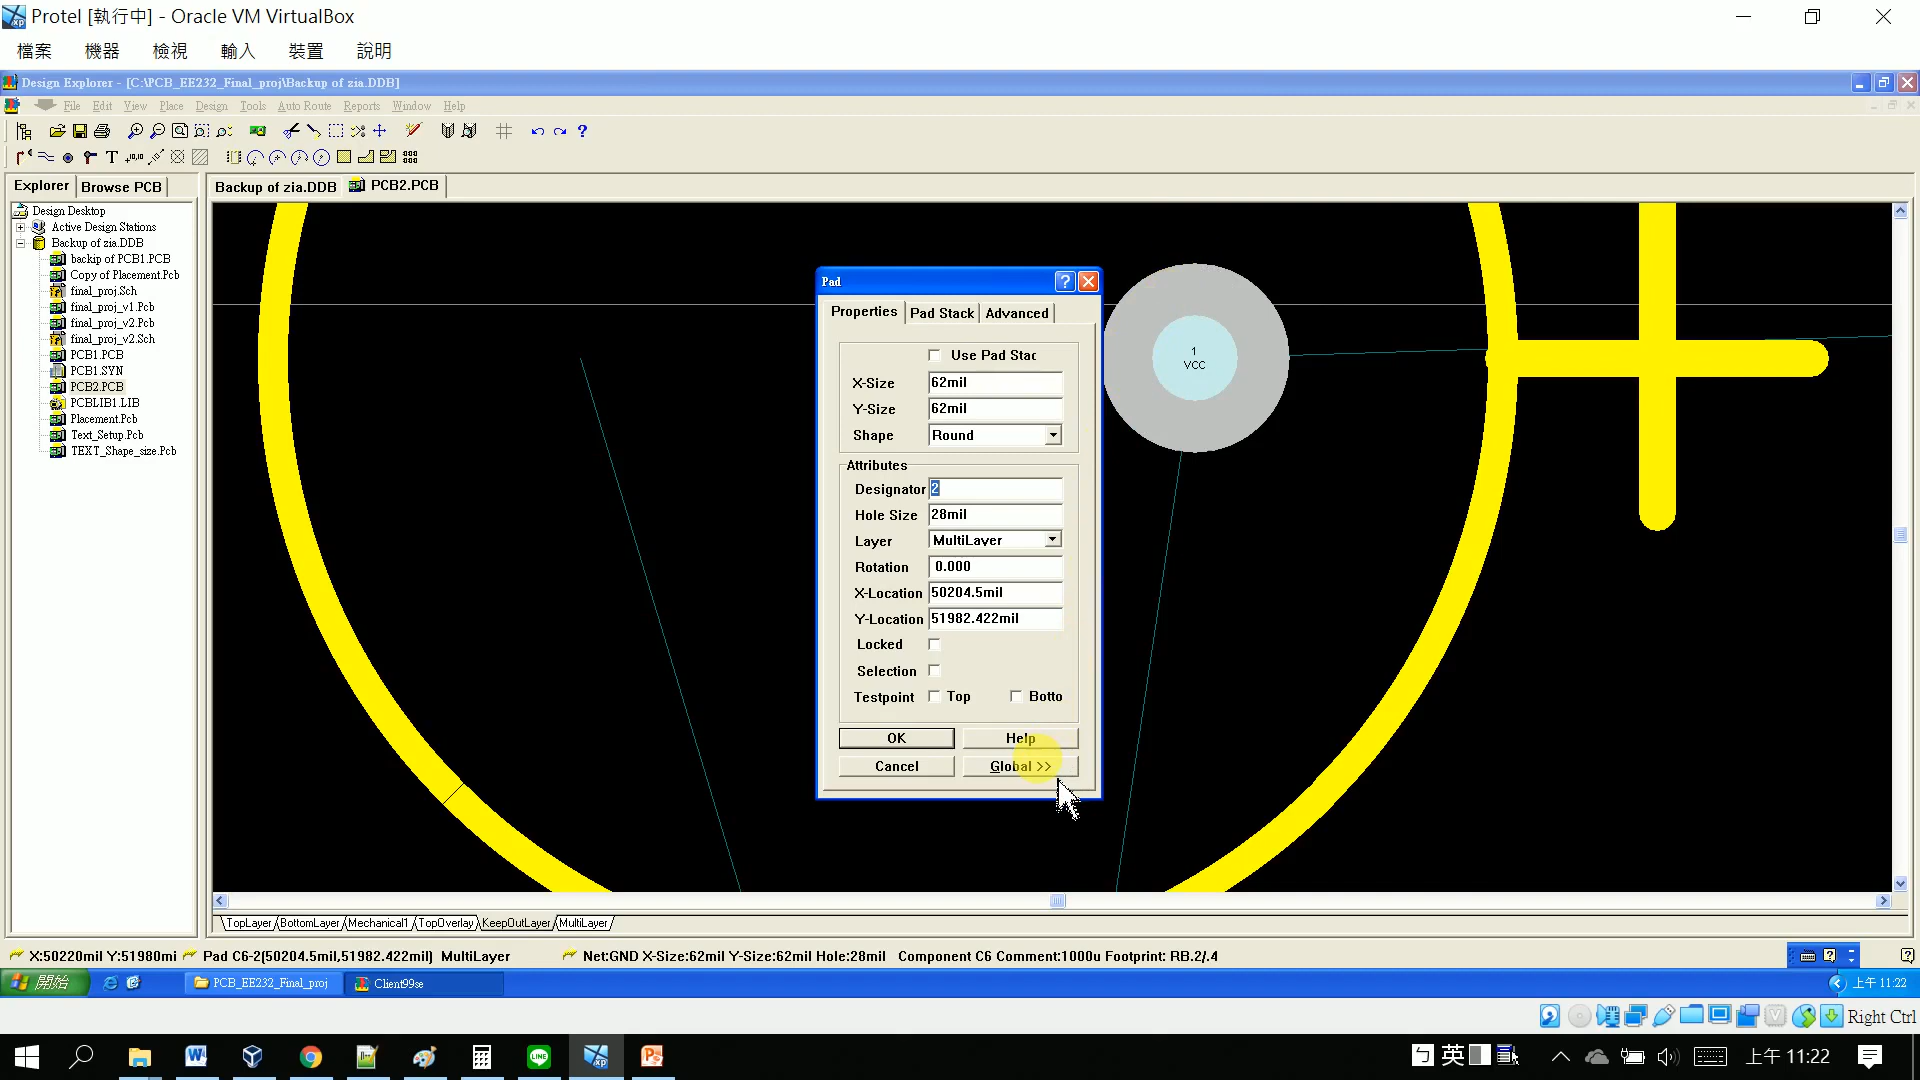 Protel [執行中] - Oracle VM VirtualBox
檔案 機器 檢視 輸入 裝置 說明
Design Explorer - [C:\PCB_EE232_Final_proj\Backup of zia.DDB]
File Edit View Place Design Tools Auto Route Reports Window Help
Explorer Browse PCB
Backup of zia.DDB PCB2.PCB
Design Desktop
Active Design Stations
Backup of zia.DDB
backip of PCB1.PCB
Copy of Placement.Pcb
final_proj.Sch
final_proj_v1.Pcb
final_proj_v2.Pcb
final_proj_v2.Sch
PCB1.PCB
PCB1.SYN
PCB2.PCB
PCBLIB1.LIB
Placement.Pcb
Text_Setup.Pcb
TEXT_Shape_size.Pcb
Pad
Properties Pad Stack Advanced
Use Pad Stac
X-Size 62mil
Y-Size 62mil
Shape Round
Attributes
Designator 2
Hole Size 28mil
Layer MultiLayer
Rotation 0.000
X-Location 50204.5mil
Y-Location 51982.422mil
Locked
Selection
Testpoint Top Botto
OK Help
Cancel Global >>
1
VCC
TopLayer BottomLayer Mechanical1 TopOverlay KeepOutLayer MultiLayer
X:50220mil Y:51980mi Pad C6-2(50204.5mil,51982.422mil) MultiLayer Net:GND X-Size:62mil Y-Size:62mil Hole:28mil Component C6 Comment:1000u Footprint: RB.2/.4
開始 PCB_EE232_Final_proj Client99se 上午 11:22
Right Ctrl
ㄅ 英 上午 11:22